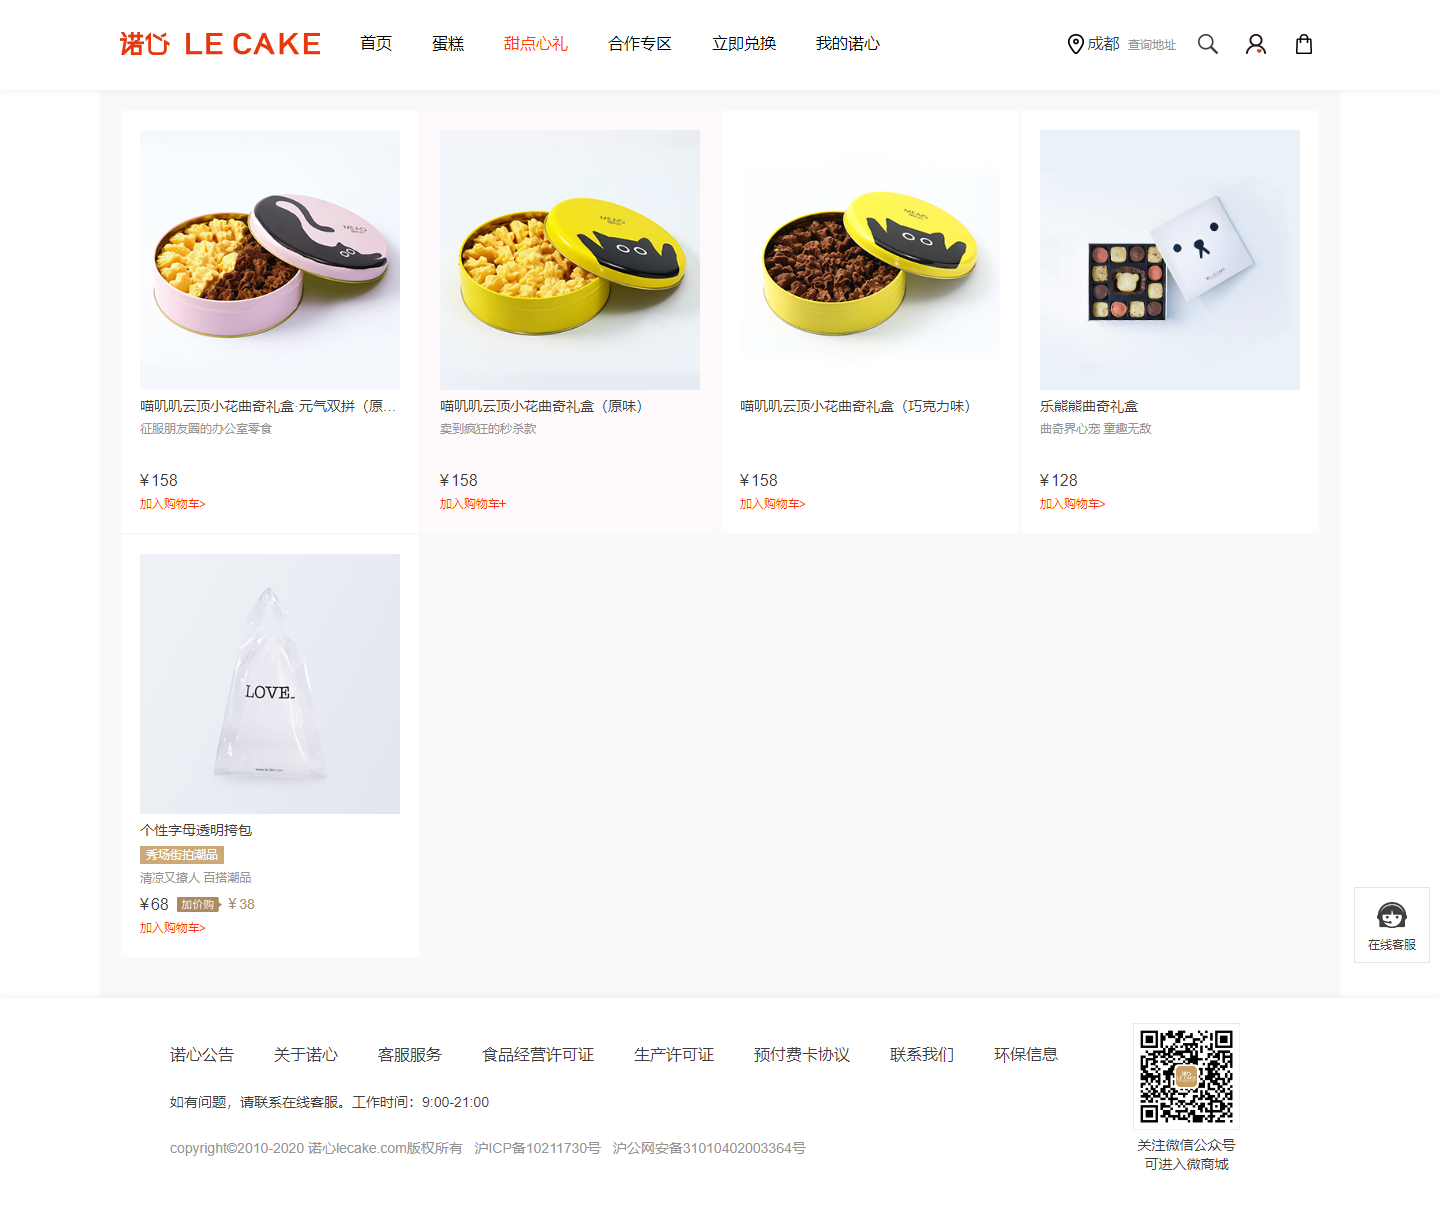 诺心 LE CAKE 首页 蛋糕 甜点心礼 合作专区 立即兑换 我的诺心 成都 查询地址
喵叽叽云顶小花曲奇礼盒·元气双拼（原...
征服朋友圈的办公室零食
¥158
加入购物车>
喵叽叽云顶小花曲奇礼盒（原味）
卖到疯狂的秒杀款
¥158
加入购物车+
喵叽叽云顶小花曲奇礼盒（巧克力味）
¥158
加入购物车>
乐熊熊曲奇礼盒
曲奇界心宠 童趣无敌
¥128
加入购物车>
LOVE
www.lecake.com
个性字母透明挎包
秀场街拍潮品
清凉又撩人 百搭潮品
¥68 加价购 ¥38
加入购物车>
在线客服
诺心公告 关于诺心 客服服务 食品经营许可证 生产许可证 预付费卡协议 联系我们 环保信息
如有问题，请联系在线客服。工作时间：9:00-21:00
copyright©2010-2020 诺心lecake.com版权所有 沪ICP备10211730号 沪公网安备31010402003364号
关注微信公众号
可进入微商城